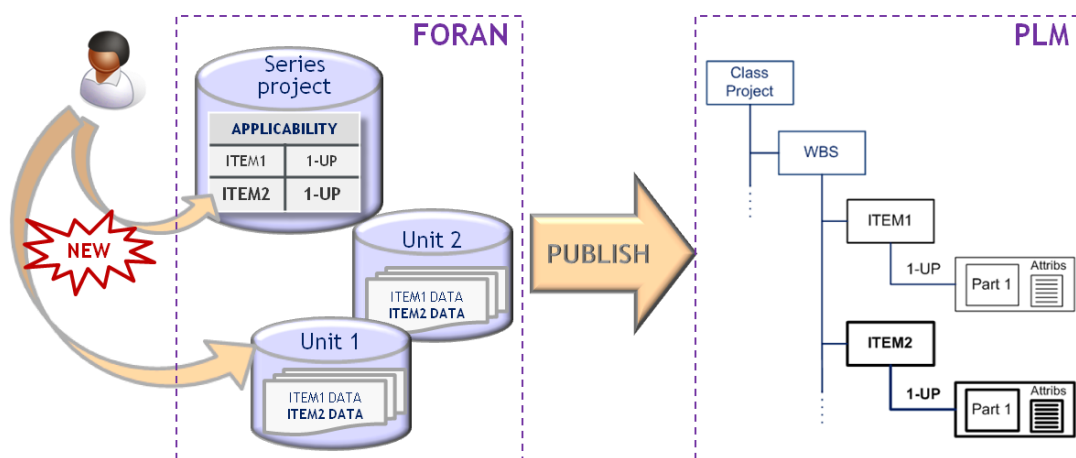 FORAN
Series
project
APPLICABILITY
ITEM1 1-UP
ITEM2 1-UP
NEW
Unit 2
ITEM1 DATA
ITEM2 DATA
Unit 1
ITEM1 DATA
ITEM2 DATA
PUBLISH
PLM
Class
Project
WBS
ITEM1
1-UP
Part 1
Attribs
ITEM2
1-UP
Part 1
Attribs